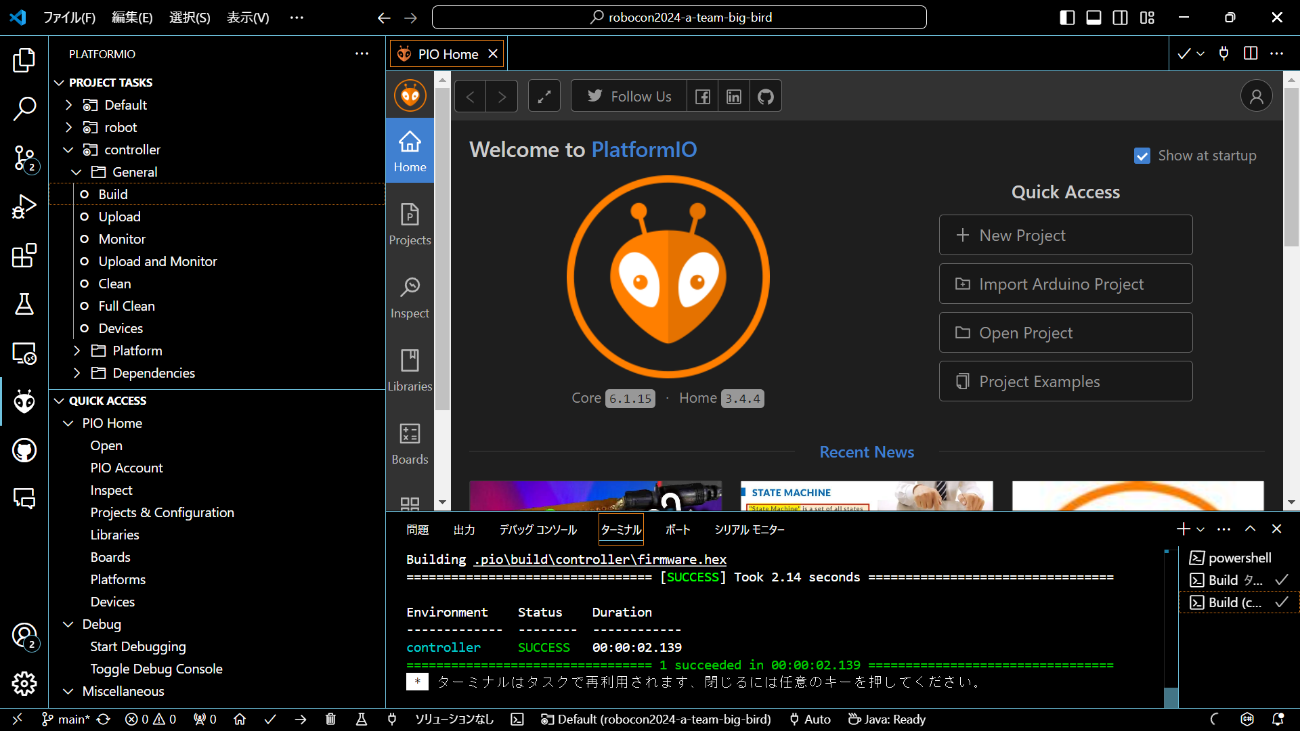 ファイル(F) 編集(E) 選択(S) 表示(V) ···
robocon2024-a-team-big-bird
PLATFORMIO ···
PROJECT TASKS
Default
robot
controller
General
Build
Upload
Monitor
Upload and Monitor
Clean
Full Clean
Devices
Platform
Dependencies
QUICK ACCESS
PIO Home
Open
PIO Account
Inspect
Projects & Configuration
Libraries
Boards
Platforms
Devices
Debug
Start Debugging
Toggle Debug Console
Miscellaneous
2
2
PIO Home
Home
Projects
Inspect
Libraries
Boards
Follow Us
Welcome to PlatformIO
Show at startup
Quick Access
New Project
Import Arduino Project
Open Project
Project Examples
Core 6.1.15 · Home 3.4.4
Recent News
STATE MACHINE
"State Machine" is a set of all states
問題 出力 デバッグ コンソール ターミナル ポート シリアル モニター
Building .pio\build\controller\firmware.hex
================================ [SUCCESS] Took 2.14 seconds ================================
Environment Status Duration
------------- -------- ------------
controller SUCCESS 00:00:02.139
================================ 1 succeeded in 00:00:02.139 ================================
* ターミナルはタスクで再利用されます、閉じるには任意のキーを押してください。
powershell
Build タ...
Build (c...
main* 0 0 0 ソリューションなし Default (robocon2024-a-team-big-bird) Auto Java: Ready